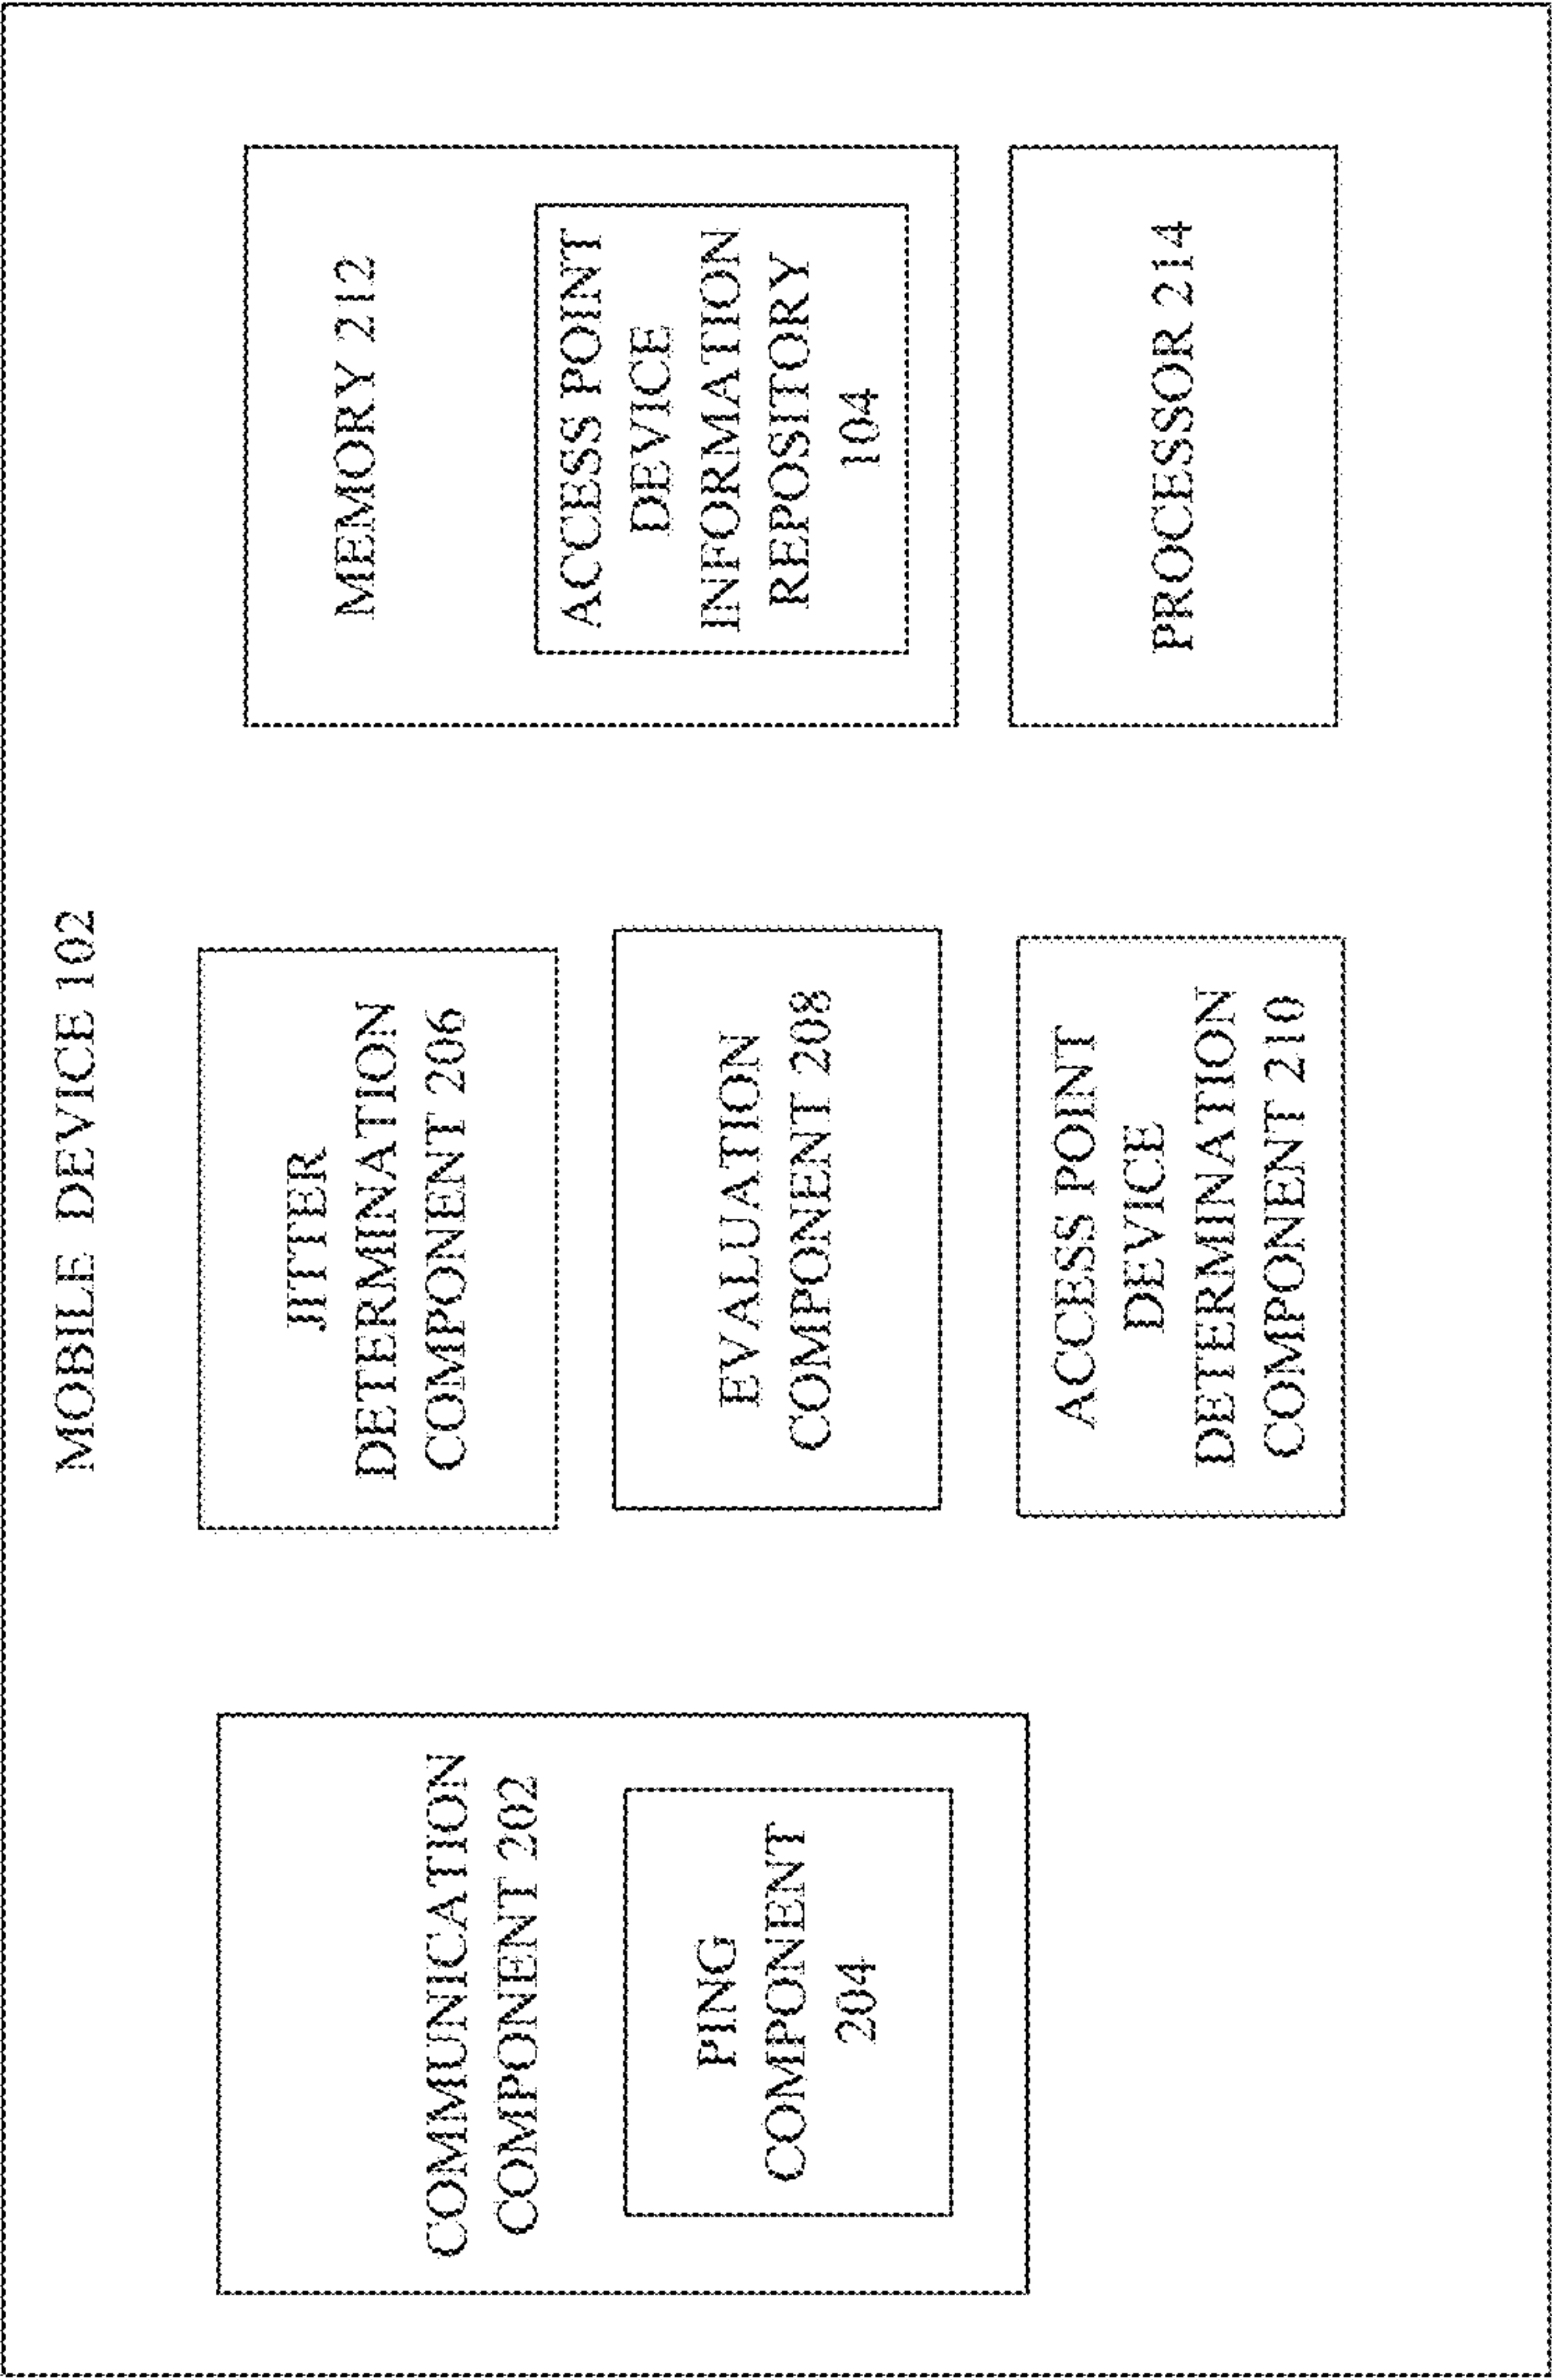 MOBILE DEVICE 102
COMMUNICATION
COMPONENT 202
PING
COMPONENT
204
JITTER
DETERMINATION
COMPONENT 206
EVALUATION
COMPONENT 208
ACCESS POINT
DEVICE
DETERMINATION
COMPONENT 210
MEMORY 212
ACCESS POINT
DEVICE
INFORMATION
REPOSITORY
104
PROCESSOR 214